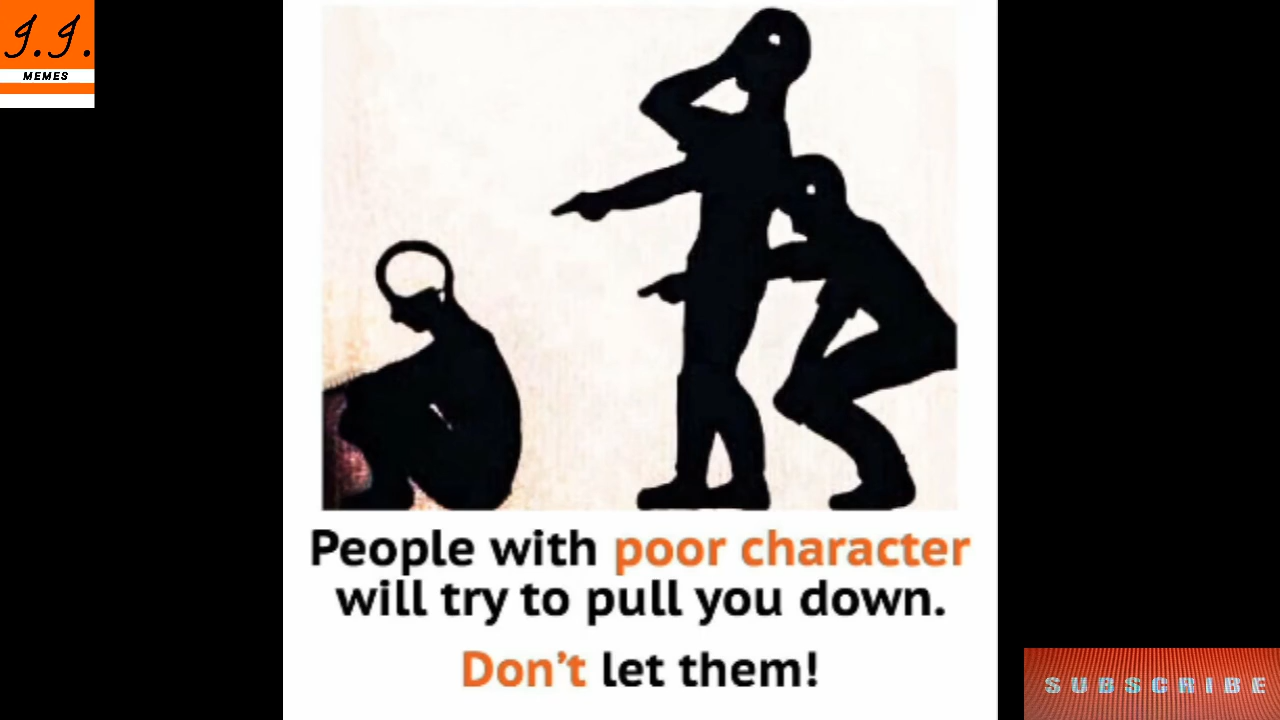 J.J.
MEMES
People with poor character
will try to pull you down.
Don't let them!
SUBSCRIBE